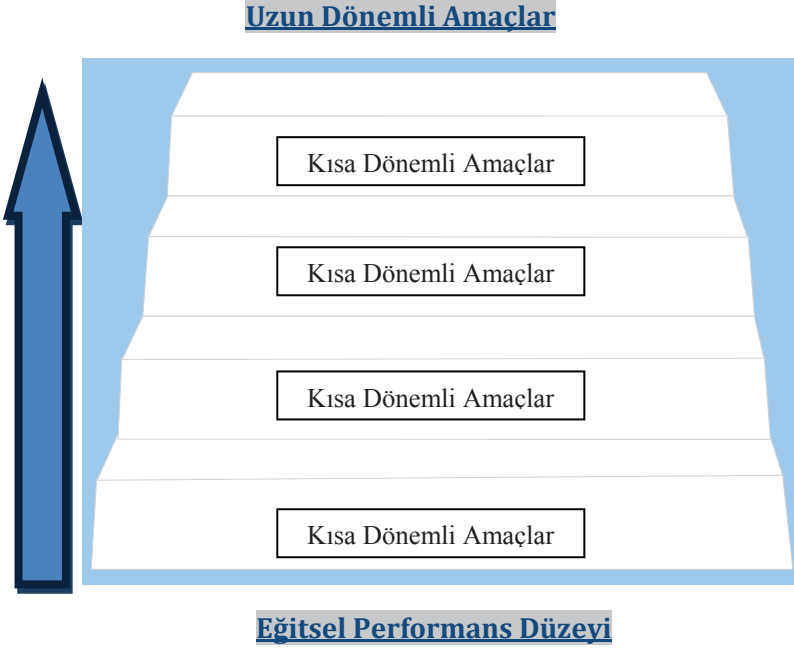 Uzun Dönemli Amaçlar
Kısa Dönemli Amaçlar
Kısa Dönemli Amaçlar
Kısa Dönemli Amaçlar
Kısa Dönemli Amaçlar
Eğitsel Performans Düzeyi